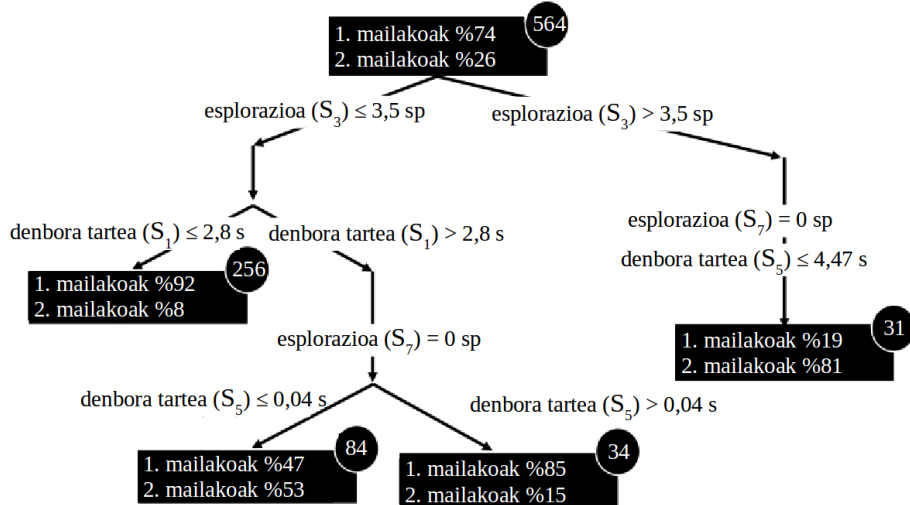 564
1. mailakoak %74
2. mailakoak %26
esplorazioa (S3) ≤ 3,5 sp
esplorazioa (S3) > 3,5 sp
denbora tartea (S1) ≤ 2,8 s
denbora tartea (S1) > 2,8 s
esplorazioa (S7) = 0 sp
denbora tartea (S5) ≤ 4,47 s
256
1. mailakoak %92
2. mailakoak %8
31
1. mailakoak %19
2. mailakoak %81
esplorazioa (S7) = 0 sp
denbora tartea (S5) ≤ 0,04 s
denbora tartea (S5) > 0,04 s
84
1. mailakoak %47
2. mailakoak %53
34
1. mailakoak %85
2. mailakoak %15